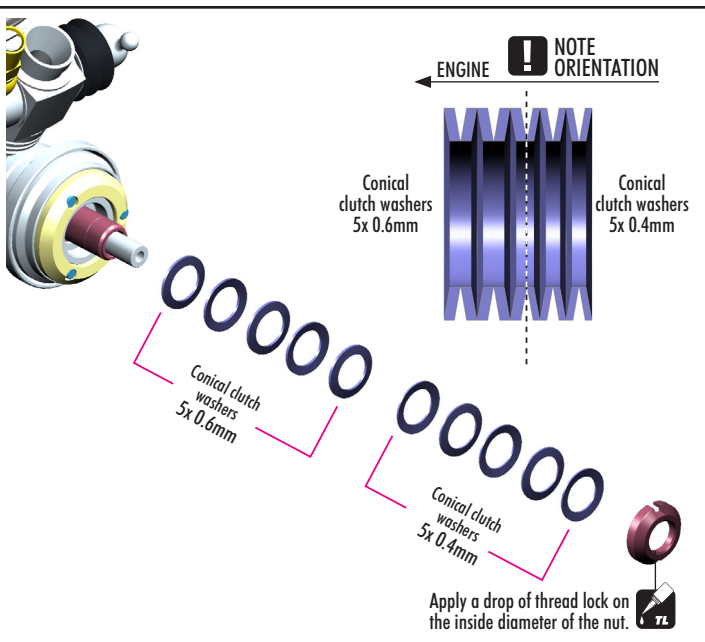 ENGINE
! NOTE
ORIENTATION
Conical
clutch washers
5x 0.6mm
Conical
clutch washers
5x 0.4mm
Conical clutch
washers
5x 0.6mm
Conical clutch
washers
5x 0.4mm
Apply a drop of thread lock on
the inside diameter of the nut.
TL